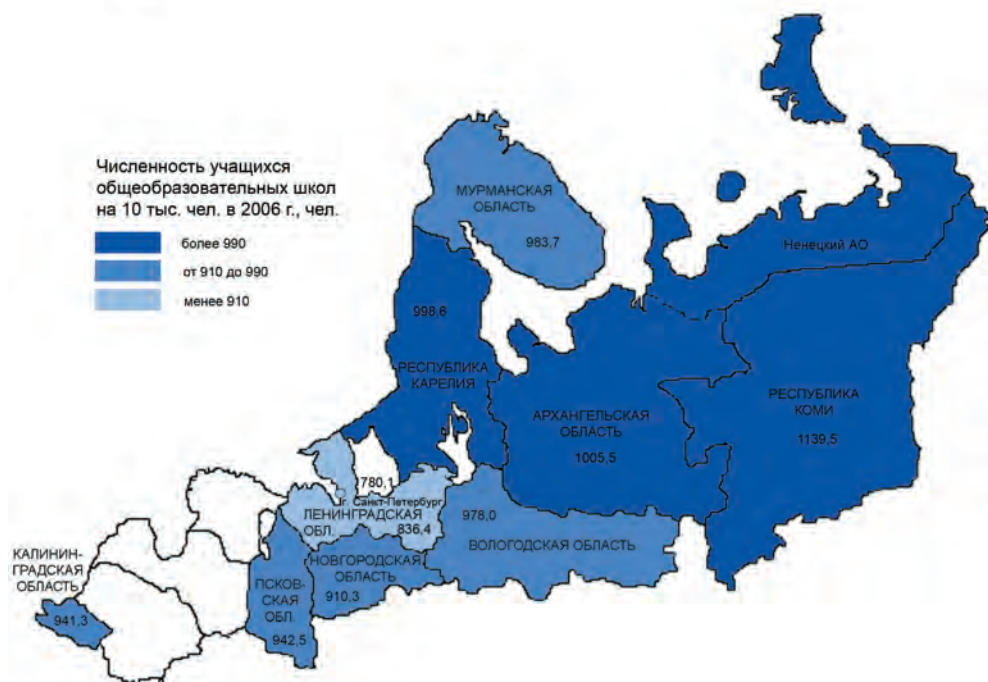 Численность учащихся
общеобразовательных школ
на 10 тыс. чел. в 2006 г., чел.
более 990
от 910 до 990
менее 910
МУРМАНСКАЯ
ОБЛАСТЬ
983,7
Ненецкий АО
998,6
РЕСПУБЛИКА
КАРЕЛИЯ
АРХАНГЕЛЬСКАЯ
ОБЛАСТЬ
1005,5
РЕСПУБЛИКА
КОМИ
1139,5
780,1
г. Санкт-Петербург
ЛЕНИНГРАДСКАЯ
ОБЛ.
836,4
978,0
ВОЛОГОДСКАЯ ОБЛАСТЬ
НОВГОРОДСКАЯ
ОБЛАСТЬ
910,3
ПСКОВ-
СКАЯ
ОБЛ.
942,5
КАЛИНИН-
ГРАДСКАЯ
ОБЛАСТЬ
941,3